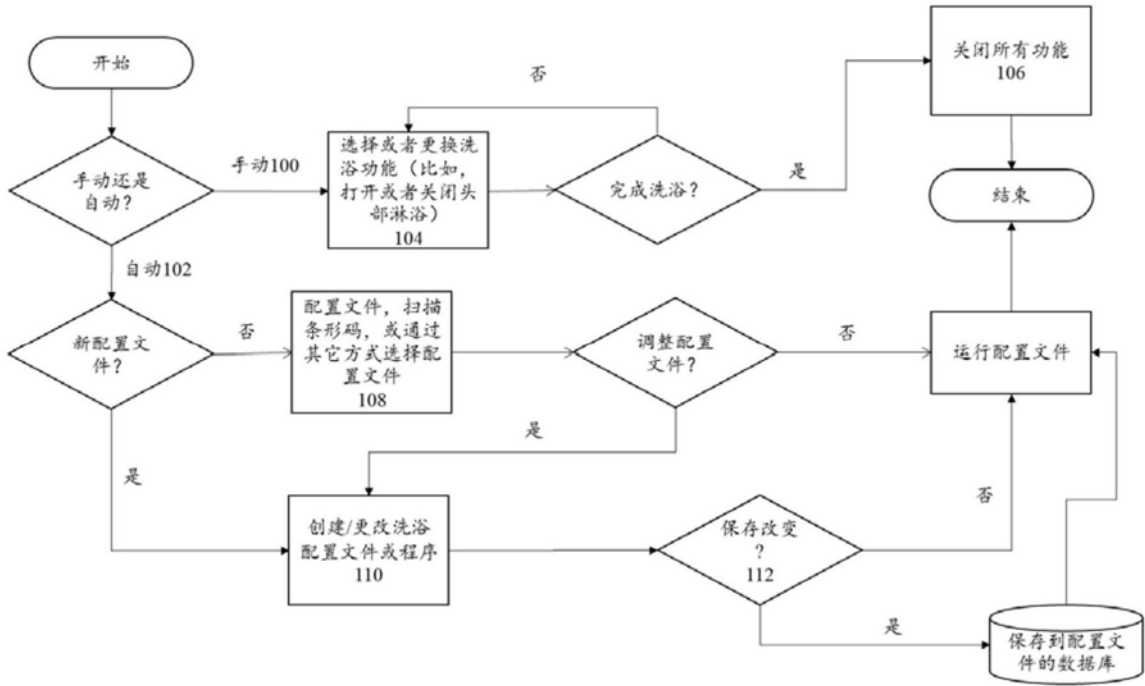 开始
关闭所有功能
106
否
手动还是
自动？
手动100
选择或者更换洗
浴功能（比如，
打开或者关闭头
部淋浴）
104
完成洗浴？
是
结束
自动102
新配置文
件？
否
配置文件，扫描
条形码，或通过
其它方式选择配
置文件
108
调整配置
文件？
否
运行配置文件
是
是
创建/更改洗浴
配置文件或程序
110
保存改变
？
112
否
是
保存到配置文
件的数据库